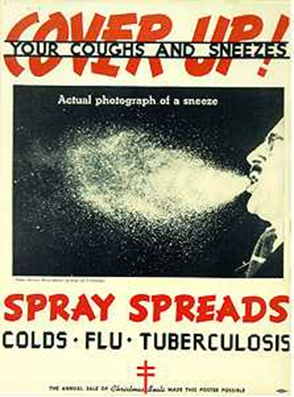 COVER UP!
YOUR COUGHS AND SNEEZES
Actual photograph of a sneeze
SPRAY SPREADS
COLDS · FLU · TUBERCULOSIS
THE ANNUAL SALE OF Christmas Seals MADE THIS POSTER POSSIBLE